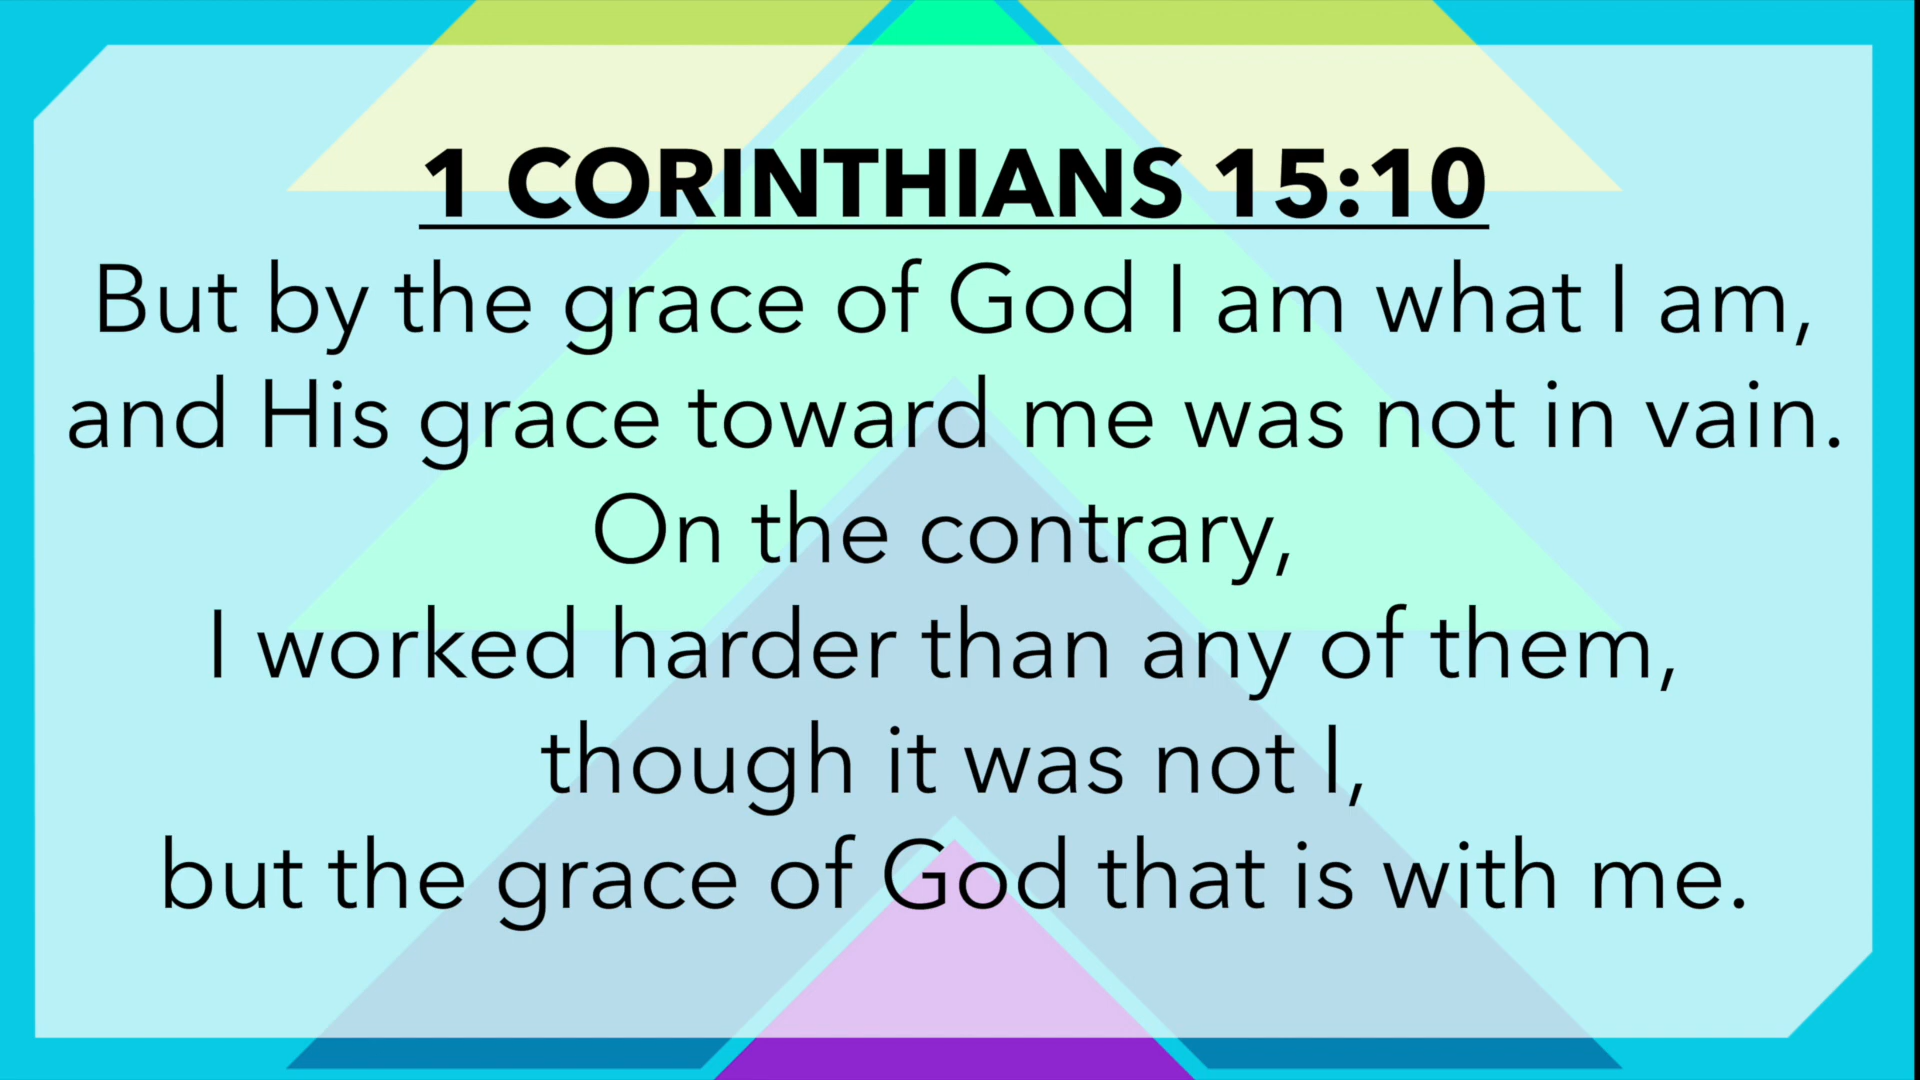 1 CORINTHIANS 15:10
But by the grace of God I am what I am,
and His grace toward me was not in vain.
On the contrary,
I worked harder than any of them,
though it was not I,
but the grace of God that is with me.